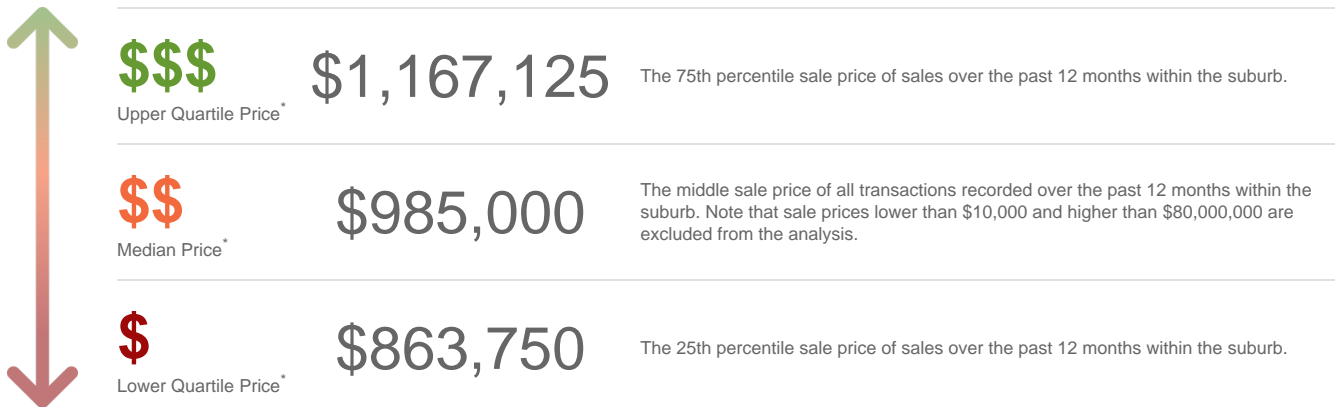 $$$
Upper Quartile Price*
$1,167,125
The 75th percentile sale price of sales over the past 12 months within the suburb.
$$
Median Price*
$985,000
The middle sale price of all transactions recorded over the past 12 months within the
suburb. Note that sale prices lower than $10,000 and higher than $80,000,000 are
excluded from the analysis.
$
Lower Quartile Price*
$863,750
The 25th percentile sale price of sales over the past 12 months within the suburb.